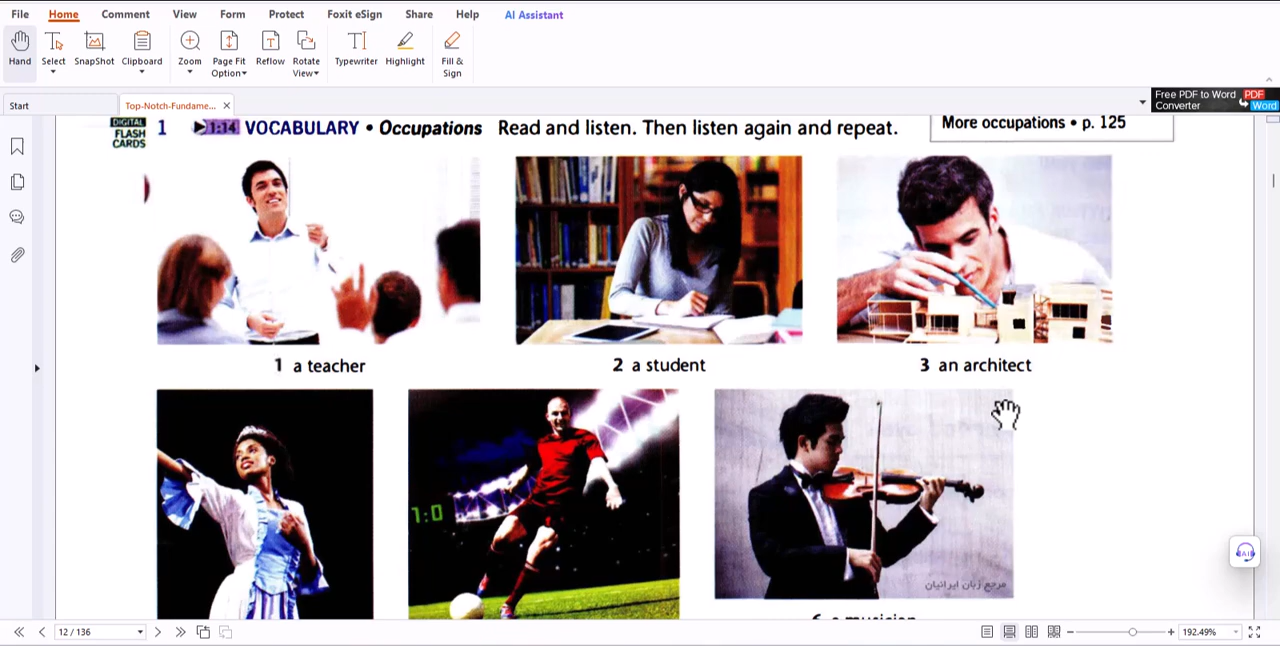 File Home Comment View Form Protect Foxit eSign Share Help AI Assistant
Hand Select SnapShot Clipboard Zoom Page Fit Option Reflow Rotate View Typewriter Highlight Fill & Sign
Start Top-Notch-Fundame...
Free PDF to Word Converter PDF Word
DIGITAL FLASH CARDS
1 1:14 VOCABULARY • Occupations Read and listen. Then listen again and repeat.
More occupations • p. 125
1 a teacher
2 a student
3 an architect
1:0
مرجع زبان ایرانیان
12 / 136
192.49%